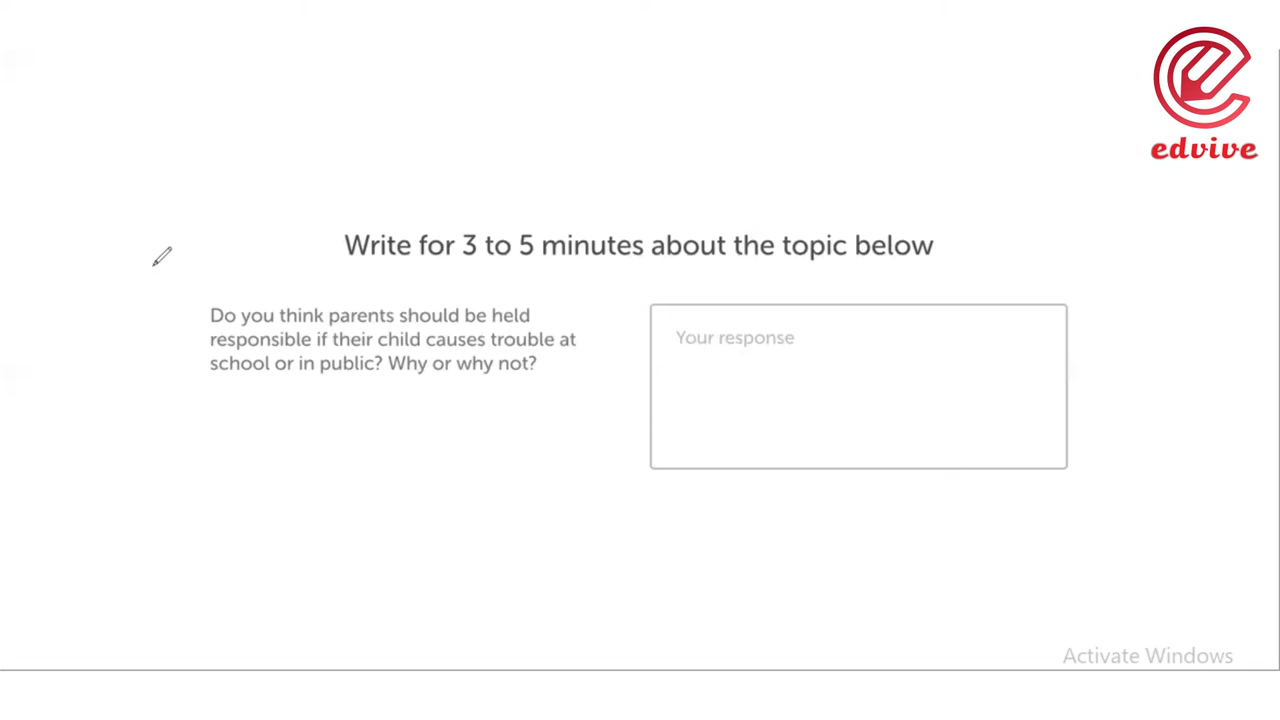 edvive
Write for 3 to 5 minutes about the topic below
Do you think parents should be held
responsible if their child causes trouble at
school or in public? Why or why not?
Your response
Activate Windows